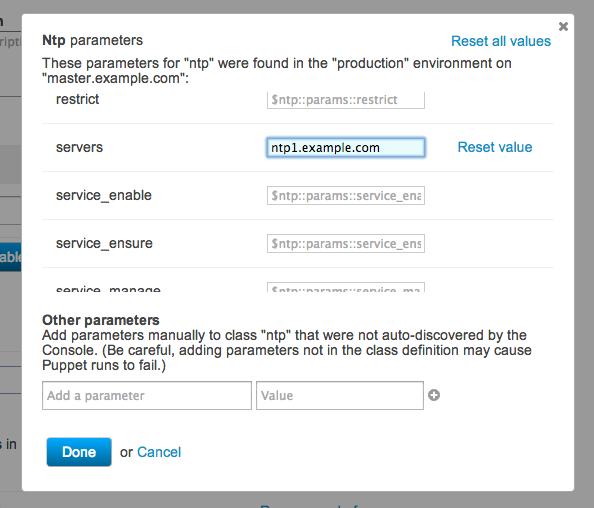 Ntp parameters
Reset all values
These parameters for "ntp" were found in the "production" environment on
"master.example.com":
restrict
$ntp::params::restrict
servers
ntp1.example.com
Reset value
service_enable
$ntp::params::service_ena
service_ensure
$ntp::params::service_ens
service_manage
$ntp::params::service_ma
Other parameters
Add parameters manually to class "ntp" that were not auto-discovered by the
Console. (Be careful, adding parameters not in the class definition may cause
Puppet runs to fail.)
Add a parameter
Value
Done
or Cancel
s in